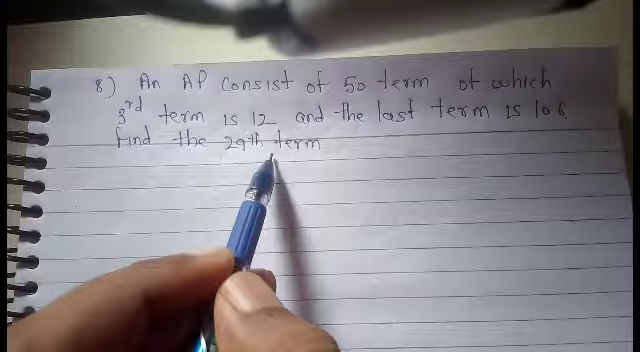 8) An AP consist of 50 term of which
3rd term is 12 and the last term is 106
find the 29th term